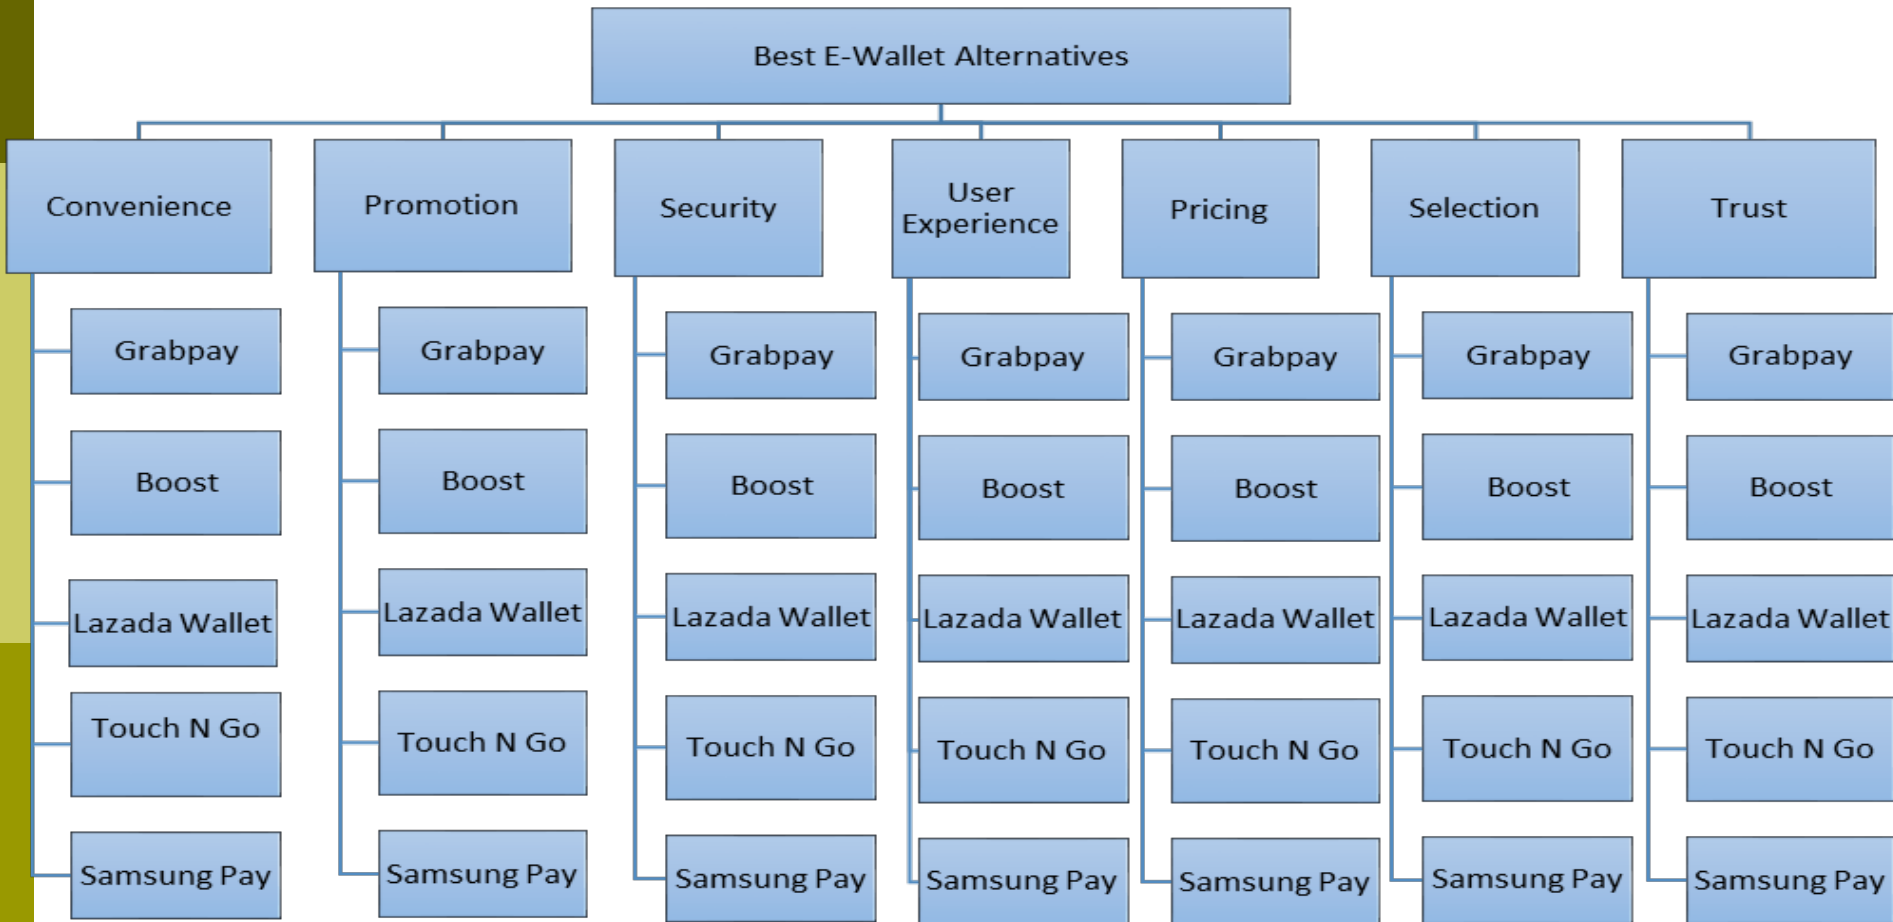 Best E-Wallet Alternatives
Convenience
Promotion
Security
User
Experience
Pricing
Selection
Trust
Grabpay
Grabpay
Grabpay
Grabpay
Grabpay
Grabpay
Grabpay
Boost
Boost
Boost
Boost
Boost
Boost
Boost
Lazada Wallet
Lazada Wallet
Lazada Wallet
Lazada Wallet
Lazada Wallet
Lazada Wallet
Lazada Wallet
Touch N Go
Touch N Go
Touch N Go
Touch N Go
Touch N Go
Touch N Go
Touch N Go
Samsung Pay
Samsung Pay
Samsung Pay
Samsung Pay
Samsung Pay
Samsung Pay
Samsung Pay